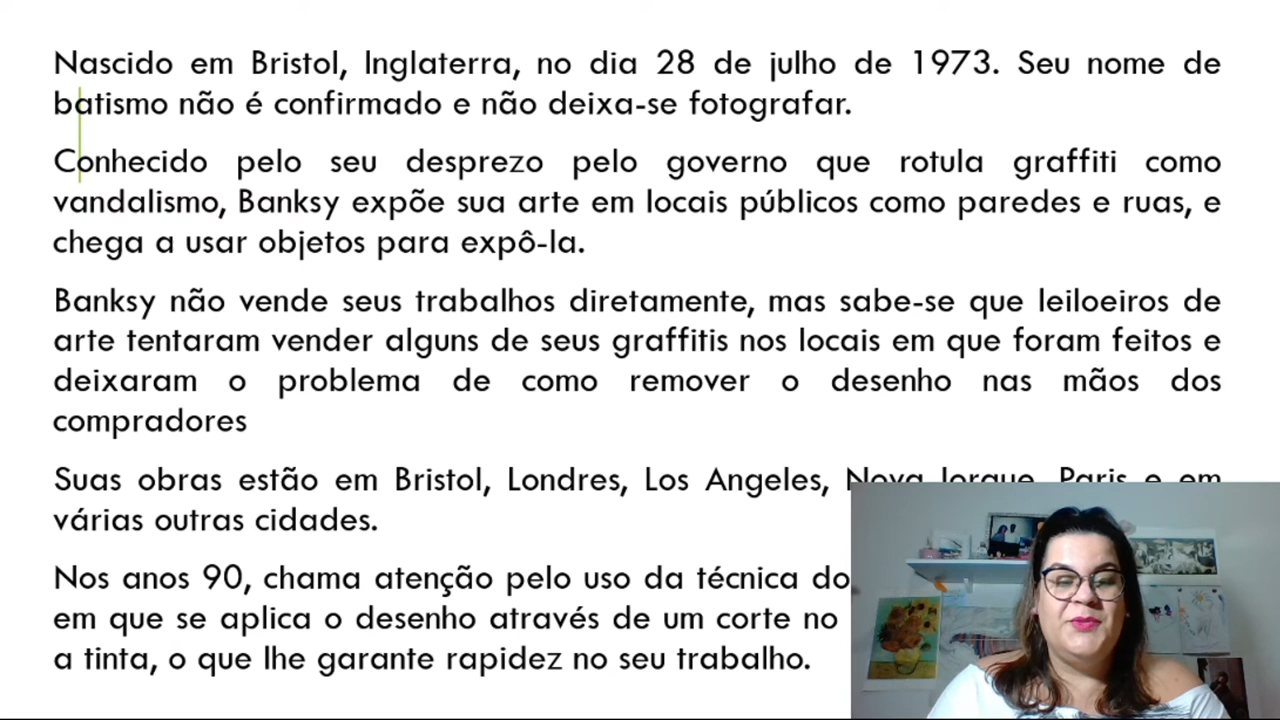 Nascido em Bristol, Inglaterra, no dia 28 de julho de 1973. Seu nome de
batismo não é confirmado e não deixa-se fotografar.
Conhecido pelo seu desprezo pelo governo que rotula graffiti como
vandalismo, Banksy expõe sua arte em locais públicos como paredes e ruas, e
chega a usar objetos para expô-la.
Banksy não vende seus trabalhos diretamente, mas sabe-se que leiloeiros de
arte tentaram vender alguns de seus graffitis nos locais em que foram feitos e
deixaram o problema de como remover o desenho nas mãos dos
compradores
Suas obras estão em Bristol, Londres, Los Angeles, Nova Iorque, Paris e em
várias outras cidades.
Nos anos 90, chama atenção pelo uso da técnica do
em que se aplica o desenho através de um corte no
a tinta, o que lhe garante rapidez no seu trabalho.